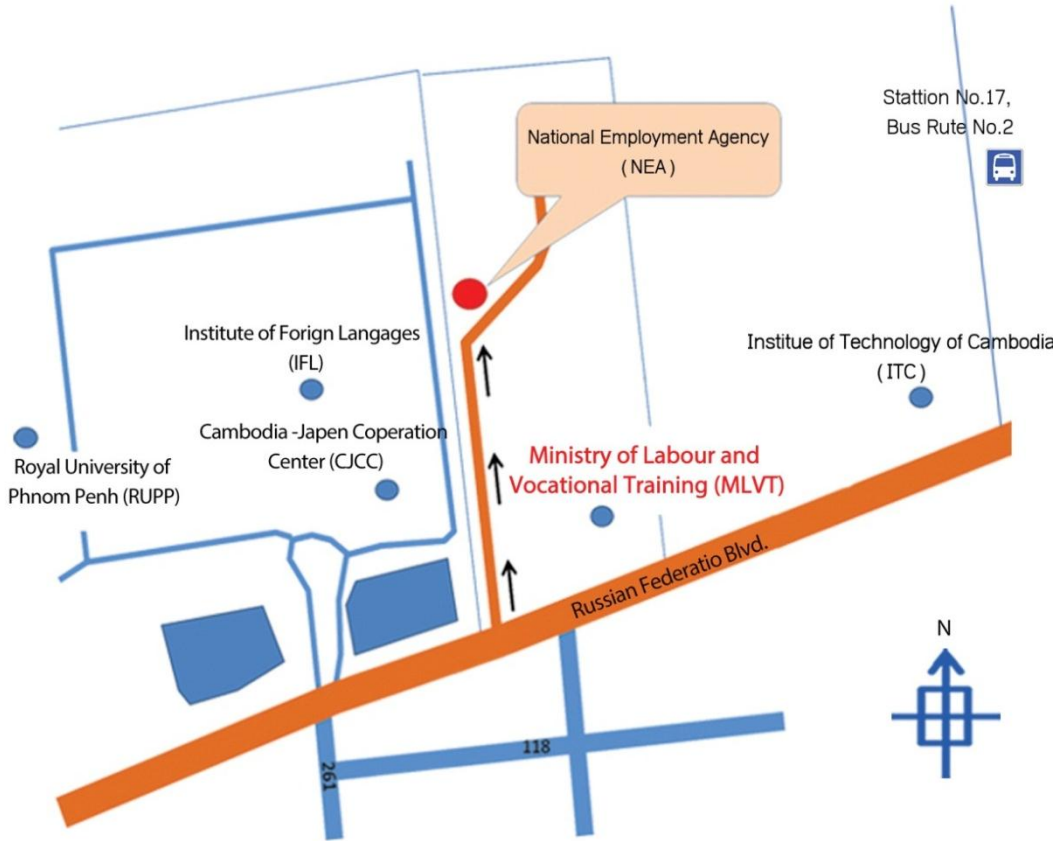 Stattion No.17,
Bus Rute No.2
National Employment Agency
( NEA )
Institute of Forign Langages
(IFL)
Institue of Technology of Cambodia
( ITC )
Cambodia -Japen Coperation
Center (CJCC)
Royal University of
Phnom Penh (RUPP)
Ministry of Labour and
Vocational Training (MLVT)
Russian Federatio Blvd.
N
118
261